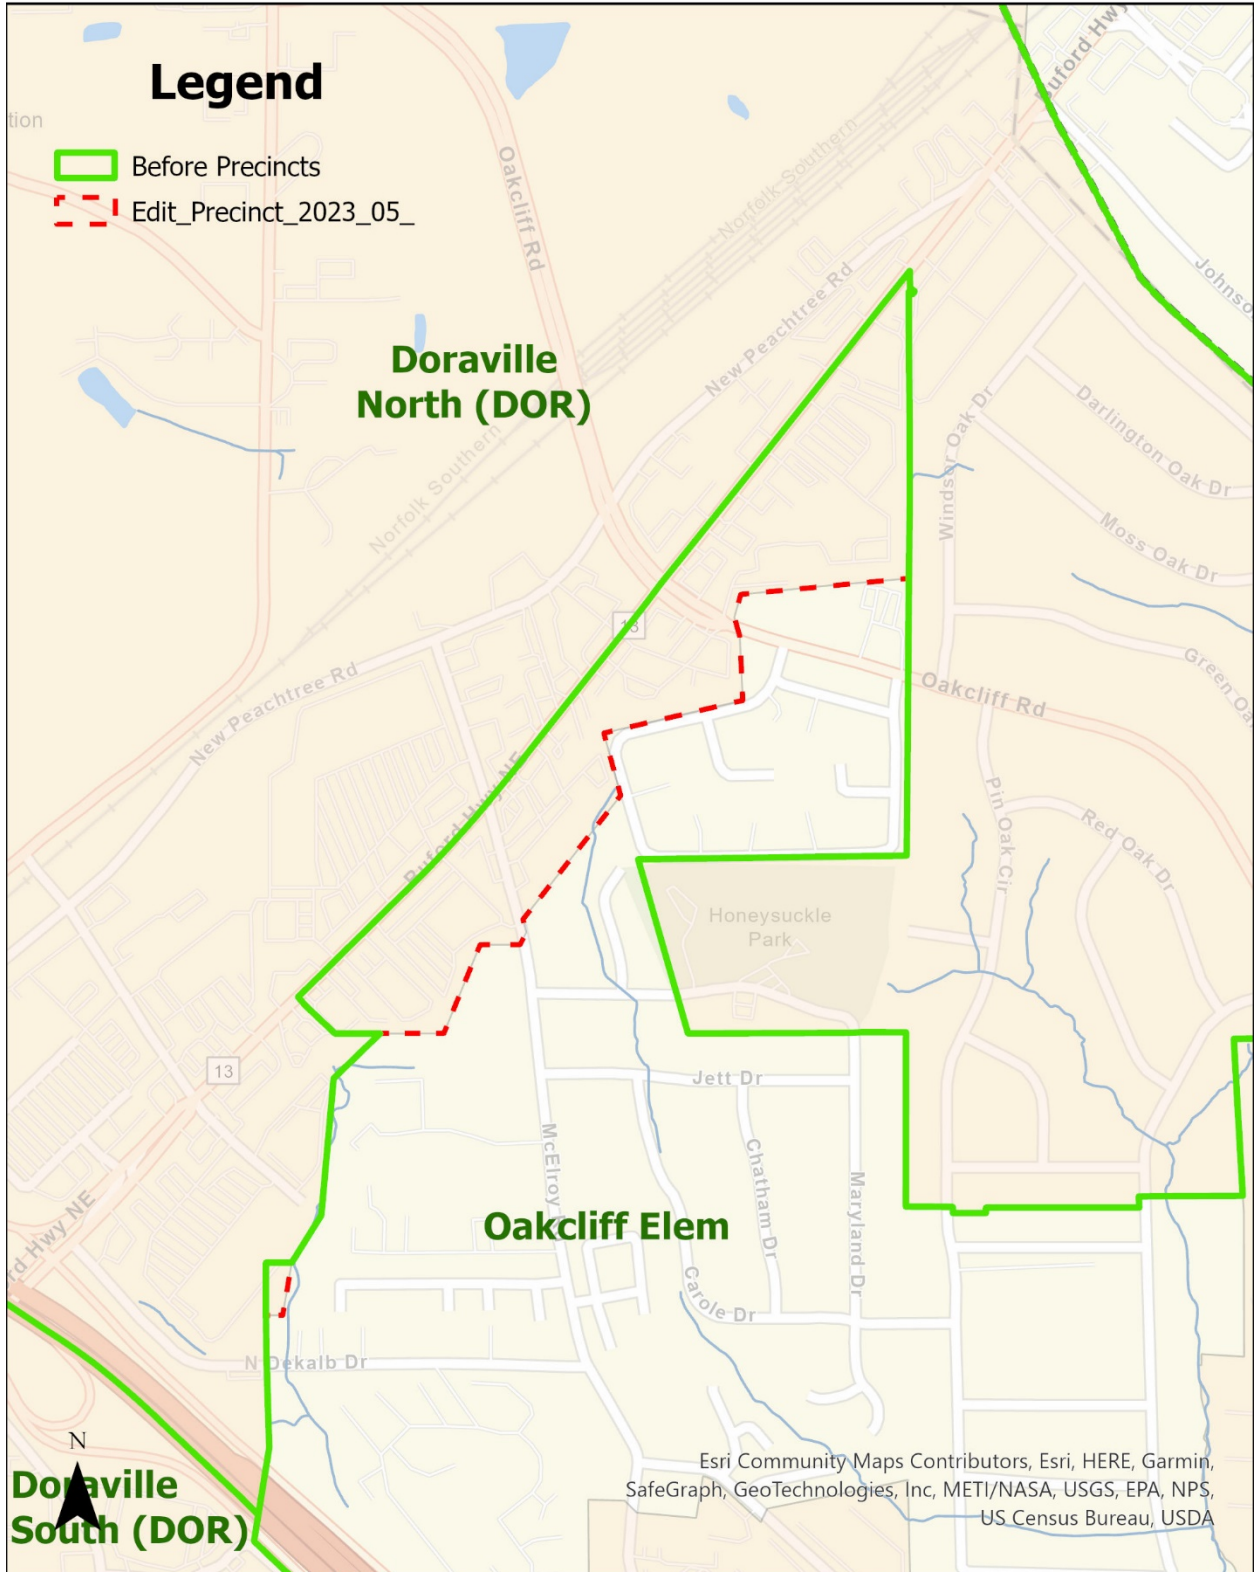 Legend
tion
Before Precincts
Edit_Precinct_2023_05_
Oakcliff Rd
Norfolk Southern
Johnso
New Peachtree Rd
Doraville
North (DOR)
Darlington Oak Dr
Windsor Oak Dr
Norfolk Southern
Moss Oak Dr
13
New Peachtree Rd
Green Oa
Oakcliff Rd
Buford Hwy NE
Pin Oak Cir
Red Oak Dr
Honeysuckle
Park
13
Jett Dr
McElroy
Chatham Dr
Maryland Dr
Oakcliff Elem
rd Hwy NE
Carole Dr
N Dekalb Dr
N
Doraville
South (DOR)
Esri Community Maps Contributors, Esri, HERE, Garmin,
SafeGraph, GeoTechnologies, Inc, METI/NASA, USGS, EPA, NPS,
US Census Bureau, USDA